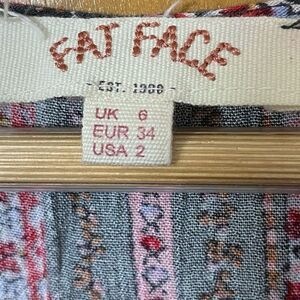 FAT FACE
- EST. 1988 -
UK 6
EUR 34
USA 2